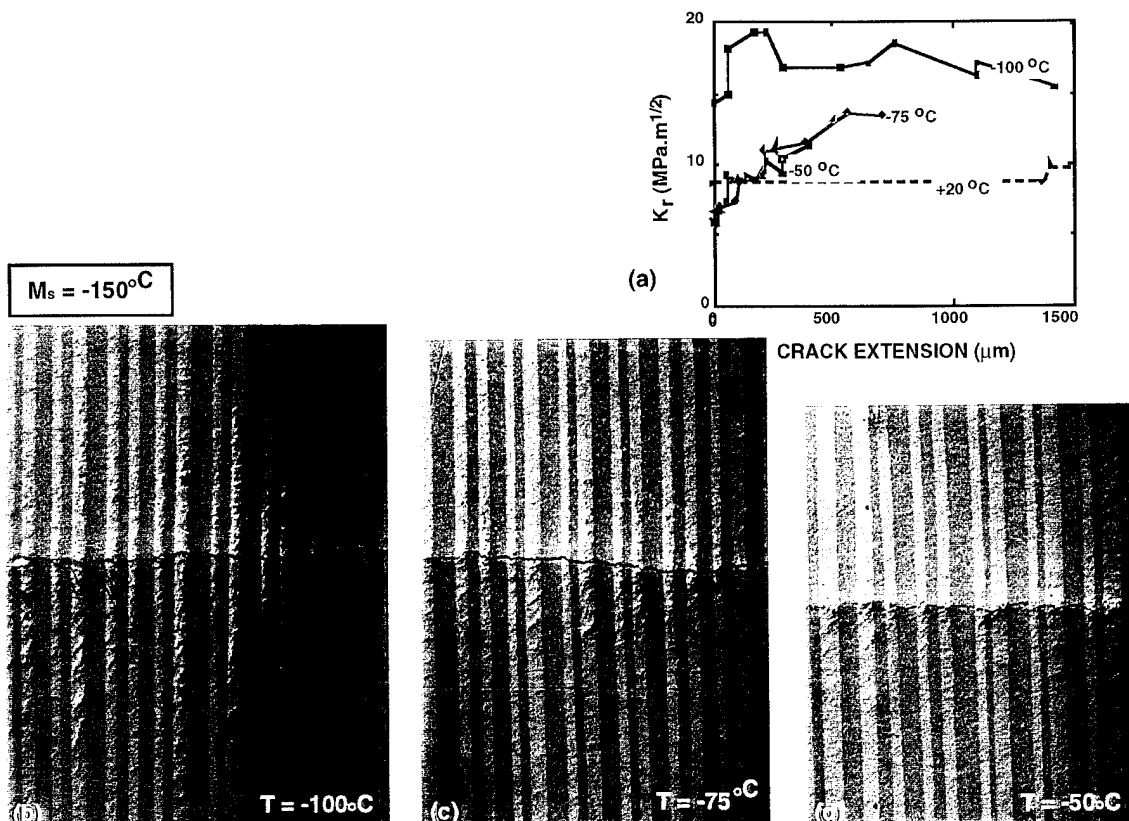 20
K_r (MPa.m^1/2)
-100 °C
-75 °C
10
-50 °C
+20 °C
(a)
0
0 500 1000 1500
CRACK EXTENSION (μm)
Ms = -150°C
(b)
T = -100°C
(c)
T = -75°C
(d)
T = -50°C